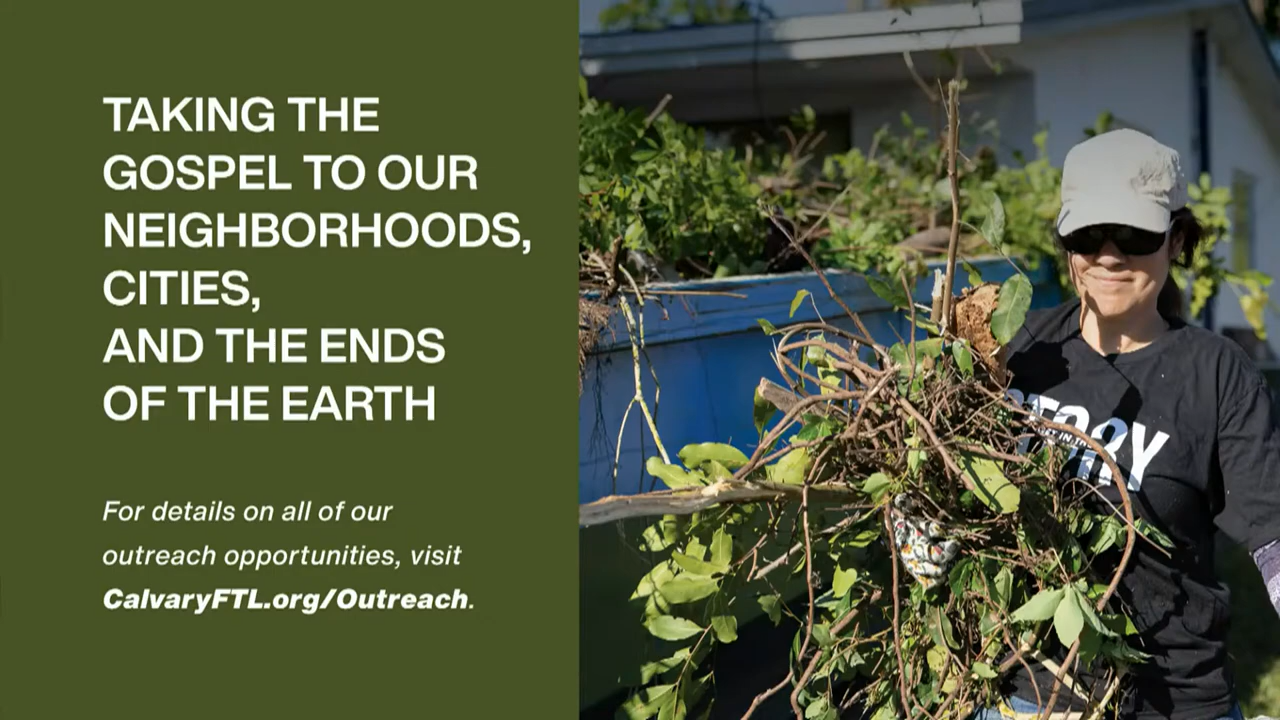 TAKING THE
GOSPEL TO OUR
NEIGHBORHOODS,
CITIES,
AND THE ENDS
OF THE EARTH
For details on all of our
outreach opportunities, visit
CalvaryFTL.org/Outreach.